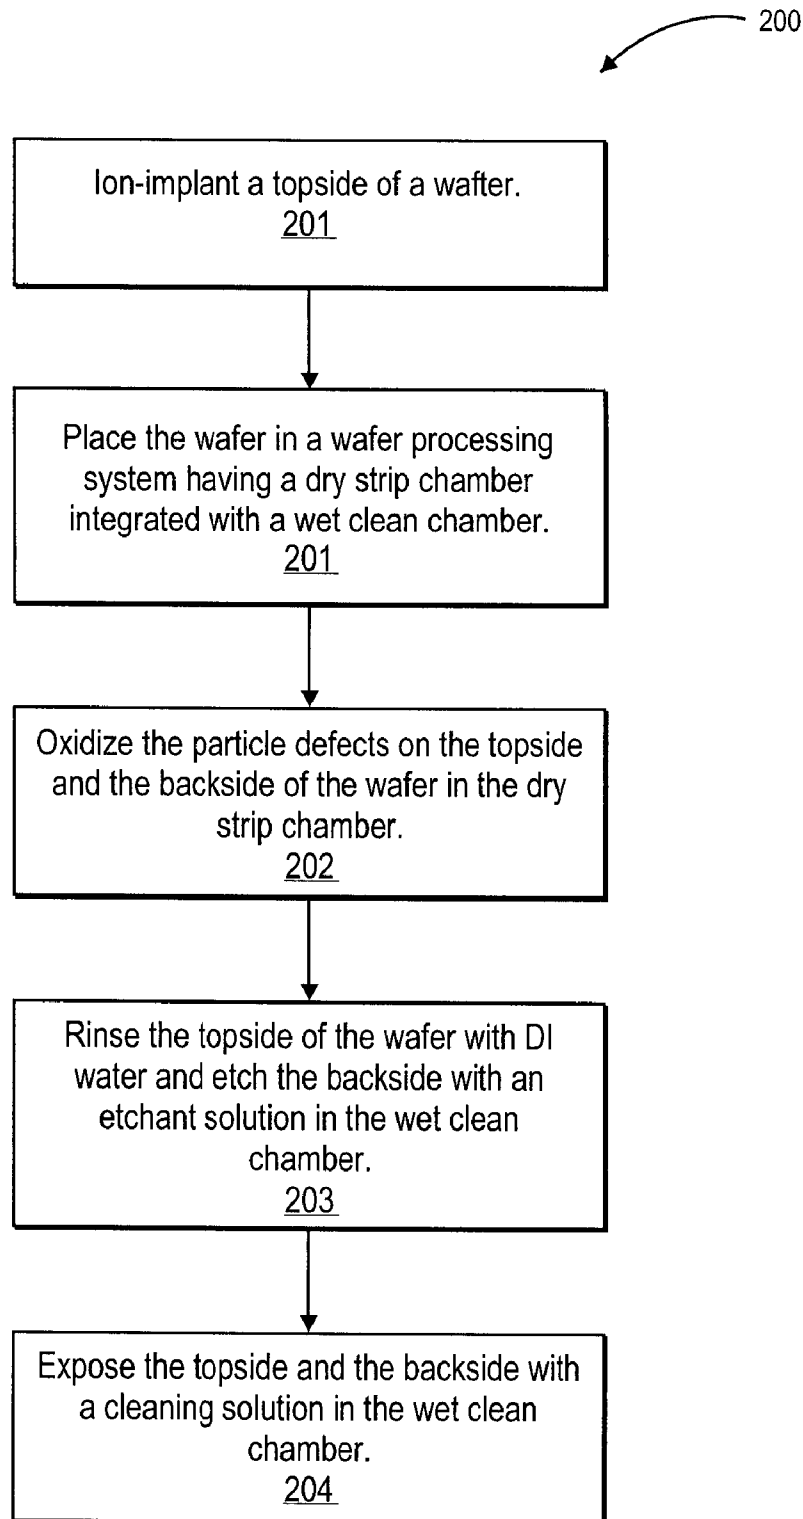 200
Ion-implant a topside of a wafter.
201
Place the wafer in a wafer processing
system having a dry strip chamber
integrated with a wet clean chamber.
201
Oxidize the particle defects on the topside
and the backside of the wafer in the dry
strip chamber.
202
Rinse the topside of the wafer with DI
water and etch the backside with an
etchant solution in the wet clean
chamber.
203
Expose the topside and the backside with
a cleaning solution in the wet clean
chamber.
204